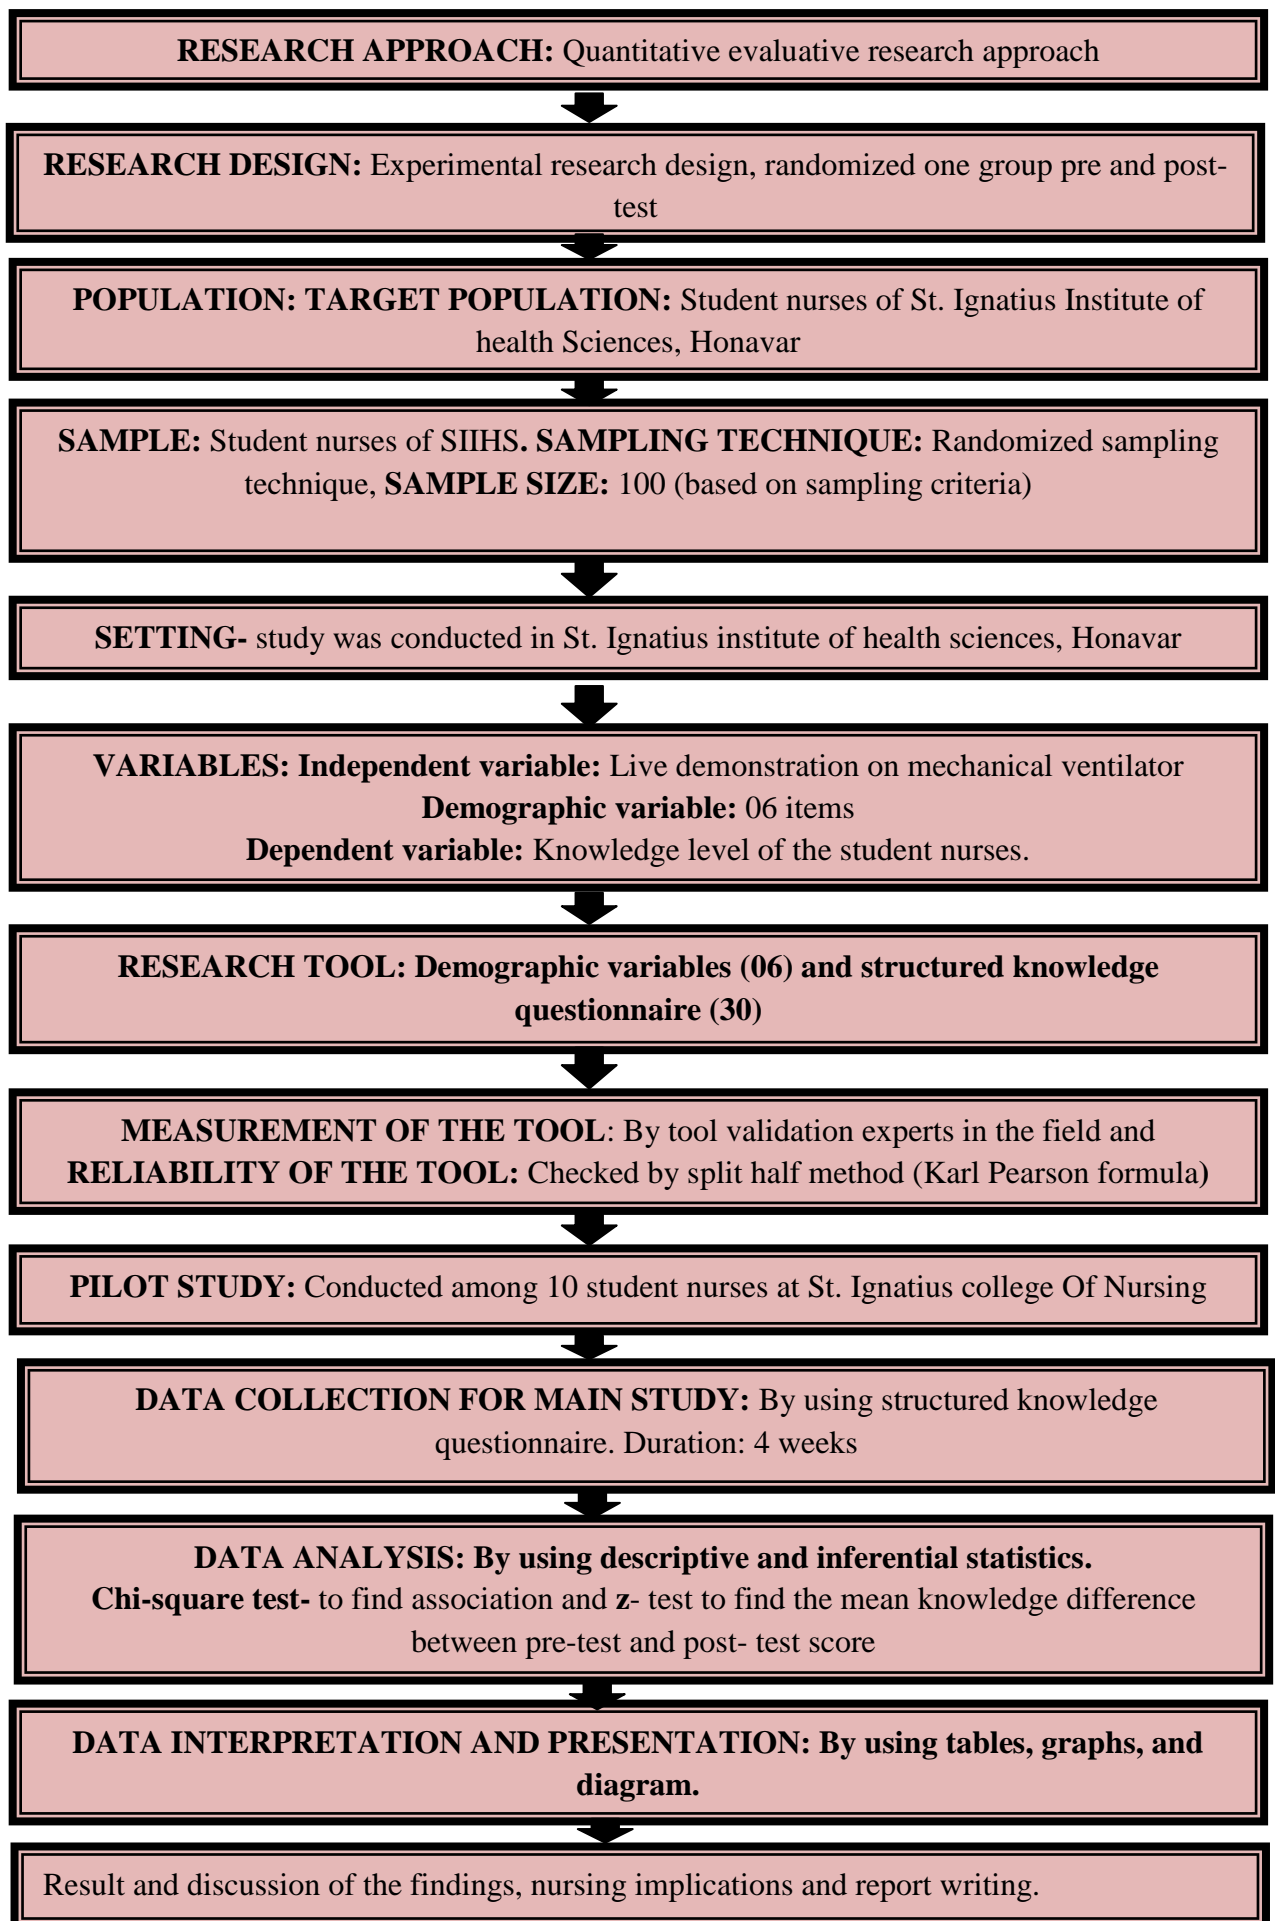 RESEARCH APPROACH: Quantitative evaluative research approach
RESEARCH DESIGN: Experimental research design, randomized one group pre and post-
test
POPULATION: TARGET POPULATION: Student nurses of St. Ignatius Institute of
health Sciences, Honavar
SAMPLE: Student nurses of SIIHS. SAMPLING TECHNIQUE: Randomized sampling
technique, SAMPLE SIZE: 100 (based on sampling criteria)
SETTING- study was conducted in St. Ignatius institute of health sciences, Honavar
VARIABLES: Independent variable: Live demonstration on mechanical ventilator
Demographic variable: 06 items
Dependent variable: Knowledge level of the student nurses.
RESEARCH TOOL: Demographic variables (06) and structured knowledge
questionnaire (30)
MEASUREMENT OF THE TOOL: By tool validation experts in the field and
RELIABILITY OF THE TOOL: Checked by split half method (Karl Pearson formula)
PILOT STUDY: Conducted among 10 student nurses at St. Ignatius college Of Nursing
DATA COLLECTION FOR MAIN STUDY: By using structured knowledge
questionnaire. Duration: 4 weeks
DATA ANALYSIS: By using descriptive and inferential statistics.
Chi-square test- to find association and z- test to find the mean knowledge difference
between pre-test and post- test score
DATA INTERPRETATION AND PRESENTATION: By using tables, graphs, and
diagram.
Result and discussion of the findings, nursing implications and report writing.